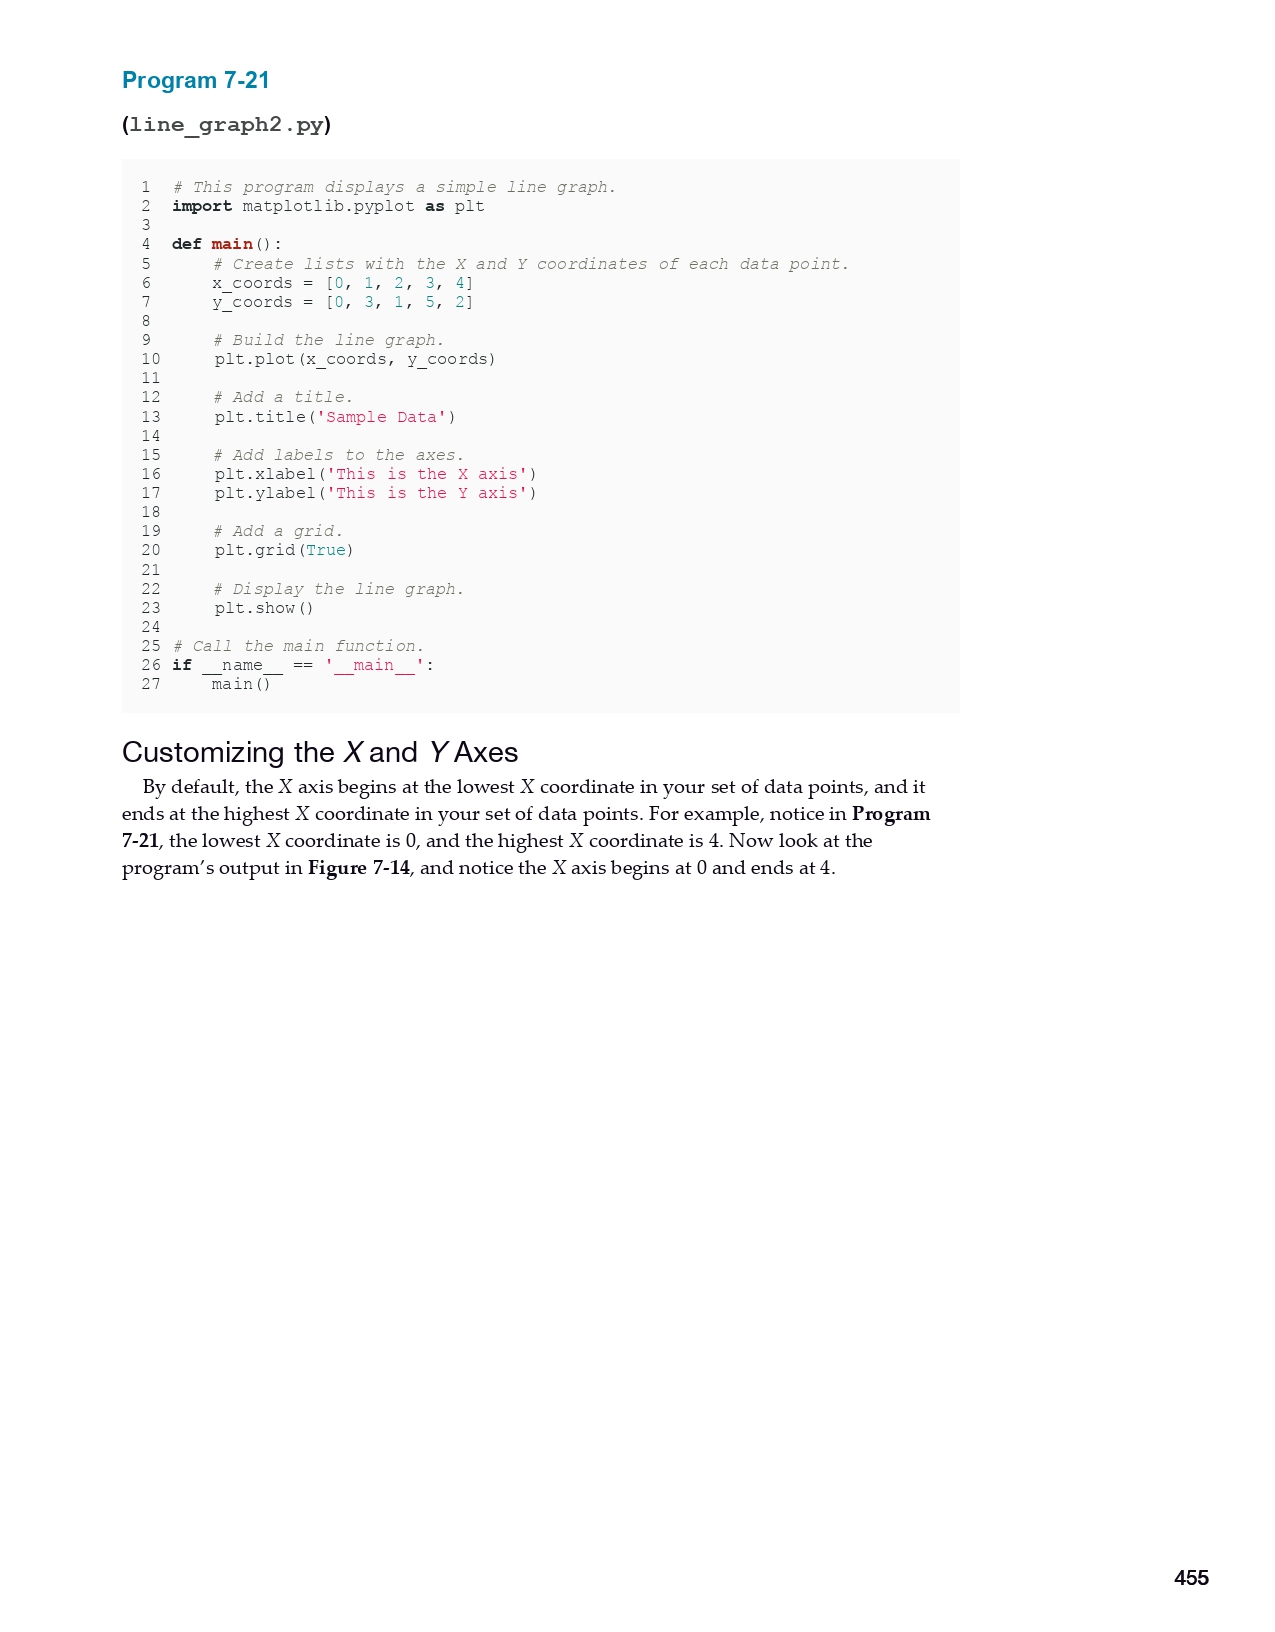 Program 7-21
(line_graph2.py)
1 # This program displays a simple line graph.
2 import matplotlib.pyplot as plt
3
4 def main():
5     # Create lists with the X and Y coordinates of each data point.
6     x_coords = [0, 1, 2, 3, 4]
7     y_coords = [0, 3, 1, 5, 2]
8
9     # Build the line graph.
10     plt.plot(x_coords, y_coords)
11
12     # Add a title.
13     plt.title('Sample Data')
14
15     # Add labels to the axes.
16     plt.xlabel('This is the X axis')
17     plt.ylabel('This is the Y axis')
18
19     # Add a grid.
20     plt.grid(True)
21
22     # Display the line graph.
23     plt.show()
24
25 # Call the main function.
26 if __name__ == '__main__':
27     main()
Customizing the X and Y Axes
By default, the X axis begins at the lowest X coordinate in your set of data points, and it
ends at the highest X coordinate in your set of data points. For example, notice in Program
7-21, the lowest X coordinate is 0, and the highest X coordinate is 4. Now look at the
program’s output in Figure 7-14, and notice the X axis begins at 0 and ends at 4.
455